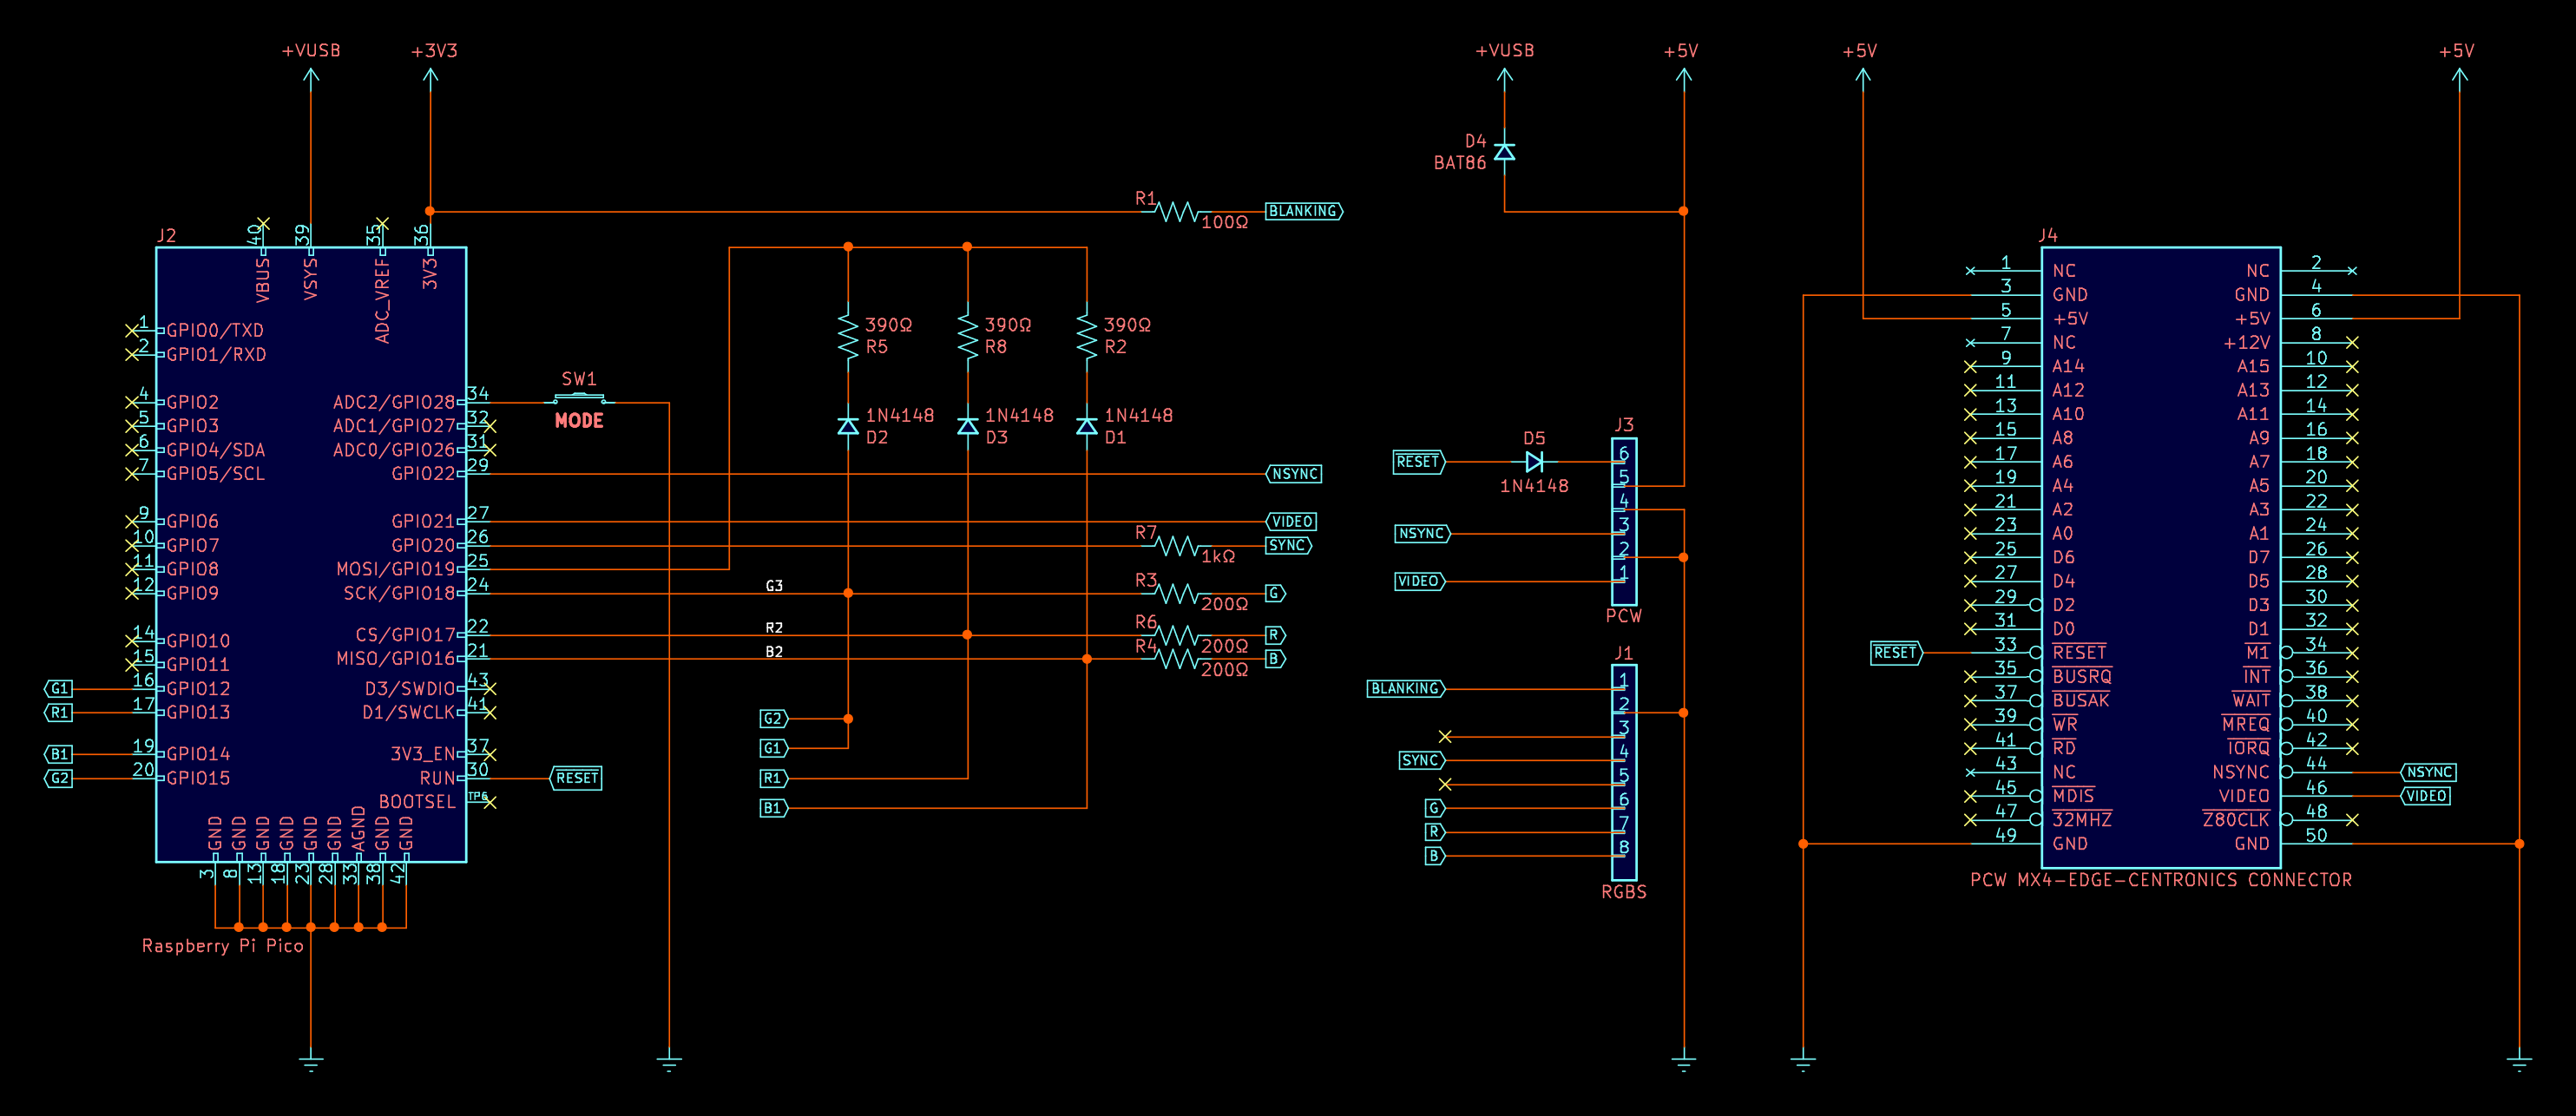 +VUSB
+3V3
+VUSB
+5V
+5V
+5V
D4
BAT86
R1
100Ω
BLANKING
J2
40
39
35
36
VBUS
VSYS
ADC_VREF
3V3
1
GPIO0/TXD
2
GPIO1/RXD
4
GPIO2
5
GPIO3
6
GPIO4/SDA
7
GPIO5/SCL
9
GPIO6
10
GPIO7
11
GPIO8
12
GPIO9
14
GPIO10
15
GPIO11
G1
16
GPIO12
R1
17
GPIO13
B1
19
GPIO14
G2
20
GPIO15
ADC2/GPIO28
34
ADC1/GPIO27
32
ADC0/GPIO26
31
GPIO22
29
GPIO21
27
GPIO20
26
MOSI/GPIO19
25
SCK/GPIO18
24
CS/GPIO17
22
MISO/GPIO16
21
D3/SWDIO
43
D1/SWCLK
41
3V3_EN
37
RUN
30
RESET
BOOTSEL
TP6
GND
GND
GND
GND
GND
GND
AGND
GND
GND
3
8
13
18
23
28
33
38
42
Raspberry Pi Pico
SW1
MODE
390Ω
R5
390Ω
R8
390Ω
R2
1N4148
D2
1N4148
D3
1N4148
D1
NSYNC
VIDEO
R7
1kΩ
SYNC
G3
R3
200Ω
G
R2
R6
200Ω
R
B2
R4
200Ω
B
G2
G1
R1
B1
J3
RESET
D5
1N4148
6
5
4
NSYNC
3
2
VIDEO
1
PCW
J1
BLANKING
1
2
3
SYNC
4
5
G
6
R
7
B
8
RGBS
J4
1 NC NC 2
3 GND GND 4
5 +5V +5V 6
7 NC +12V 8
9 A14 A15 10
11 A12 A13 12
13 A10 A11 14
15 A8 A9 16
17 A6 A7 18
19 A4 A5 20
21 A2 A3 22
23 A0 A1 24
25 D6 D7 26
27 D4 D5 28
29 D2 D3 30
31 D0 D1 32
RESET 33 RESET M1 34
35 BUSRQ INT 36
37 BUSAK WAIT 38
39 WR MREQ 40
41 RD IORQ 42
43 NC NSYNC 44 NSYNC
45 MDIS VIDEO 46 VIDEO
47 32MHZ Z80CLK 48
49 GND GND 50
PCW MX4-EDGE-CENTRONICS CONNECTOR